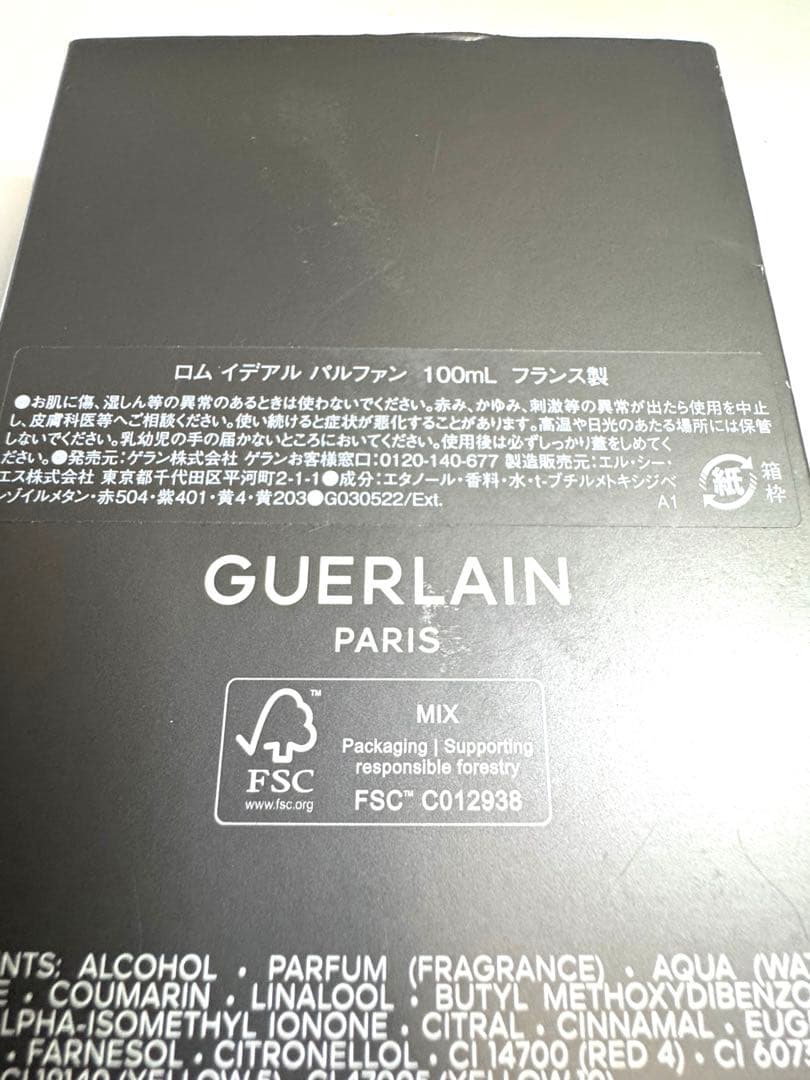 ロム イデアル パルファン 100mL フランス製
●お肌に傷、湿しん等の異常のあるときは使わないでください。赤み、かゆみ、刺激等の異常が出たら使用を中止
し、皮膚科医等へご相談ください。使い続けると症状が悪化することがあります。高温や日光のあたる場所には保管
しないでください。乳幼児の手の届かないところにおいてください。使用後は必ずしっかり蓋をしめてく
ださい。●発売元：ゲラン株式会社 ゲランお客様窓口：0120-140-677 製造販売元：エル・シー・
エス株式会社 東京都千代田区平河町2-1-1●成分：エタノール・香料・水・t-ブチルメトキシジベ
ンゾイルメタン・赤504・紫401・黄4・黄203●G030522/Ext.
A1
紙
箱
枠
GUERLAIN
PARIS
FSC
www.fsc.org
MIX
Packaging | Supporting
responsible forestry
FSC™ C012938
NTS: ALCOHOL • PARFUM (FRAGRANCE) • AQUA (WA
E • COUMARIN • LINALOOL • BUTYL METHOXYDIBENZO
LPHA-ISOMETHYL IONONE • CITRAL • CINNAMAL • EUG
• FARNESOL • CITRONELLOL • CI 14700 (RED 4) • CI 6073
CI 19140 (YELLOW 5) CI 47005 (YELLOW 10)